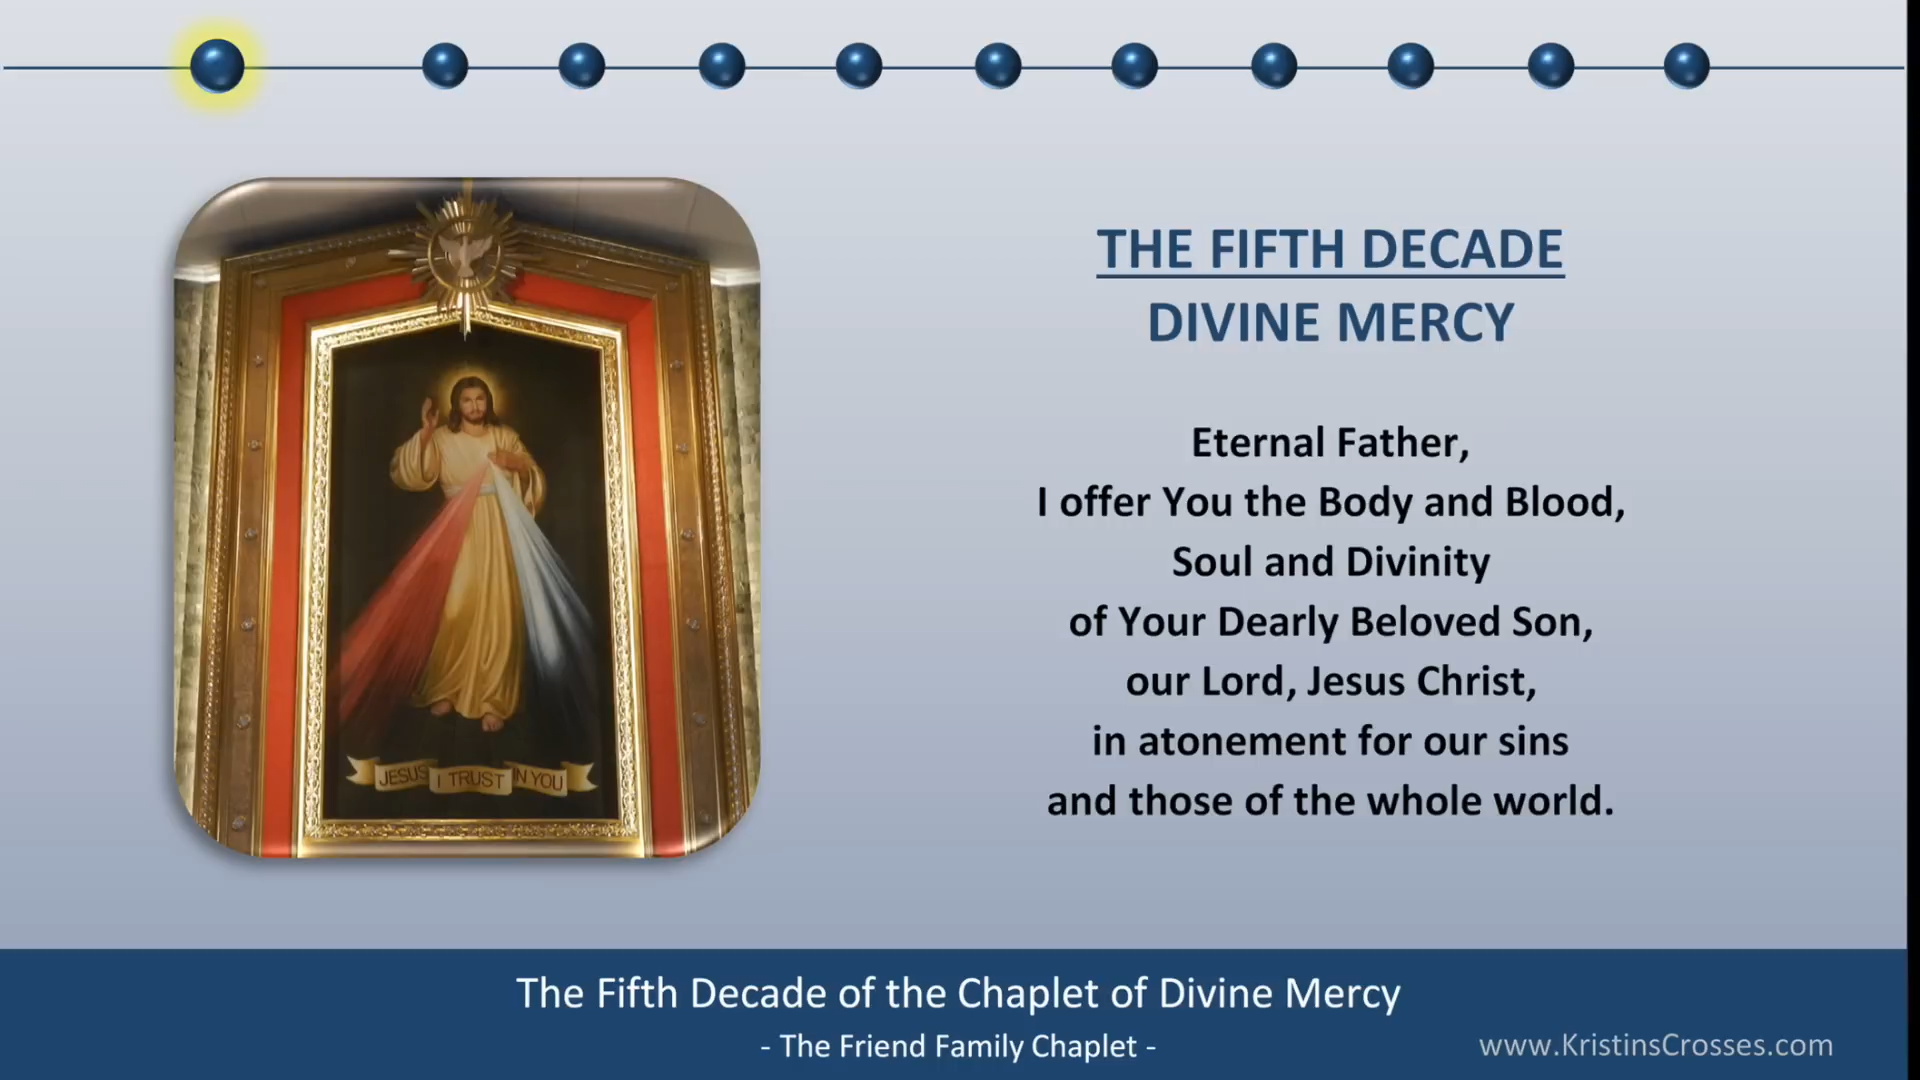 THE FIFTH DECADE
DIVINE MERCY
Eternal Father,
I offer You the Body and Blood,
Soul and Divinity
of Your Dearly Beloved Son,
our Lord, Jesus Christ,
in atonement for our sins
and those of the whole world.
JESUS I TRUST IN YOU
The Fifth Decade of the Chaplet of Divine Mercy
- The Friend Family Chaplet -
www.KristinsCrosses.com